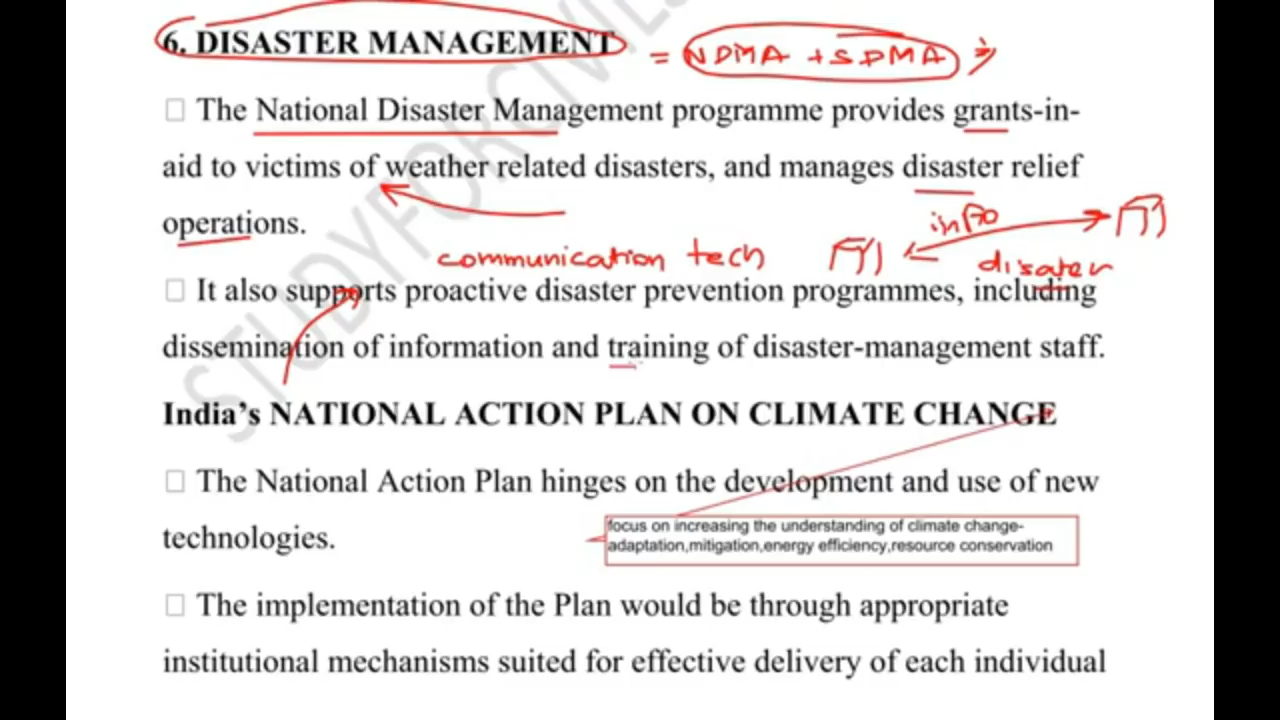 6. DISASTER MANAGEMENT = NDMA + SDMA
The National Disaster Management programme provides grants-in-
aid to victims of weather related disasters, and manages disaster relief
operations.
info
communication tech
disater
It also supports proactive disaster prevention programmes, including
dissemination of information and training of disaster-management staff.
India's NATIONAL ACTION PLAN ON CLIMATE CHANGE
The National Action Plan hinges on the development and use of new
technologies.
focus on increasing the understanding of climate change-
adaptation,mitigation,energy efficiency,resource conservation
The implementation of the Plan would be through appropriate
institutional mechanisms suited for effective delivery of each individual
STUDYFORCIVILS